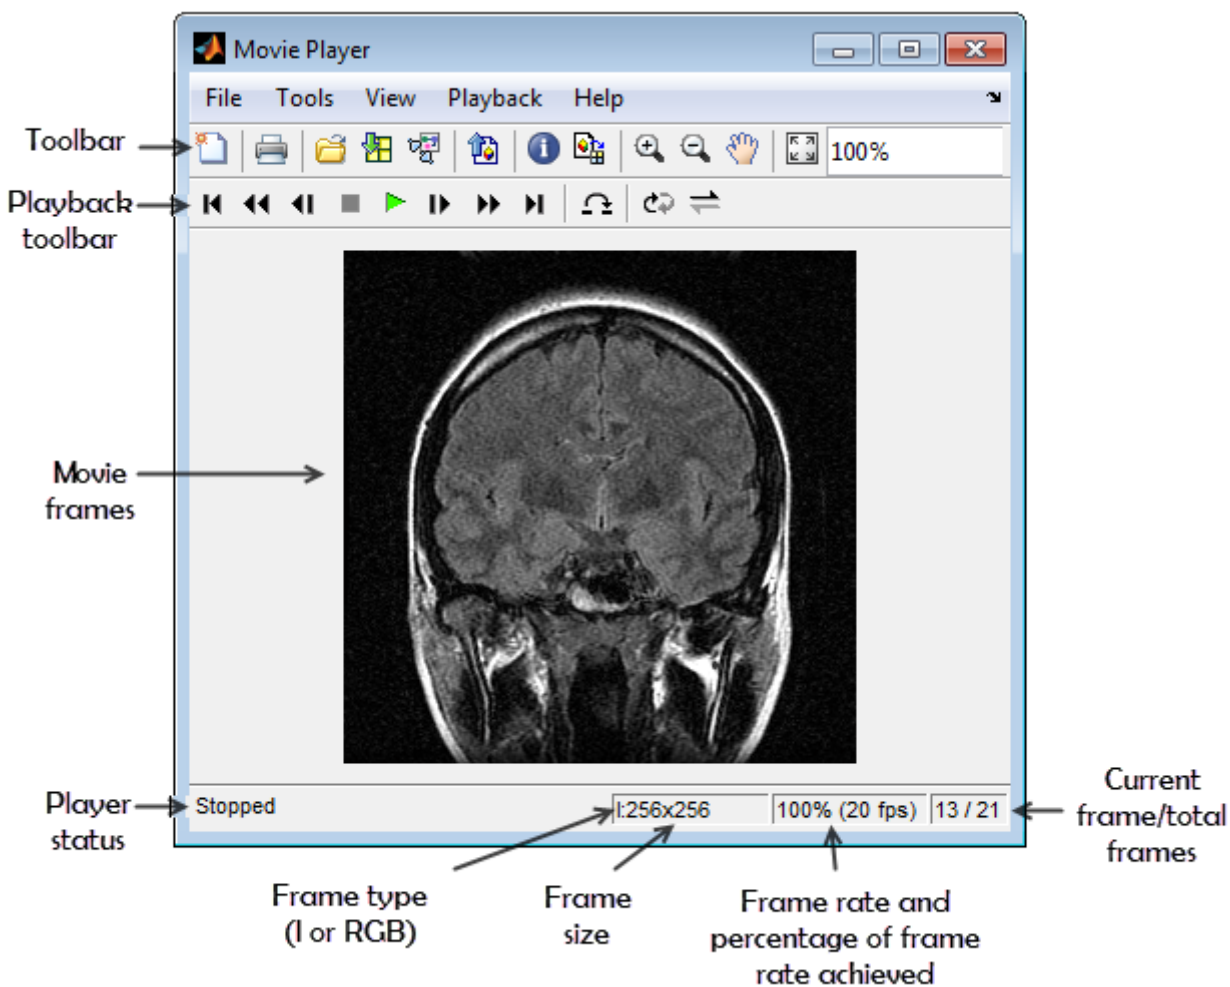 Movie Player
File Tools View Playback Help
Toolbar
100%
Playback
toolbar
Movie
frames
Player
status
Stopped
I:256x256
100% (20 fps)
13 / 21
Current
frame/total
frames
Frame type
(I or RGB)
Frame
size
Frame rate and
percentage of frame
rate achieved